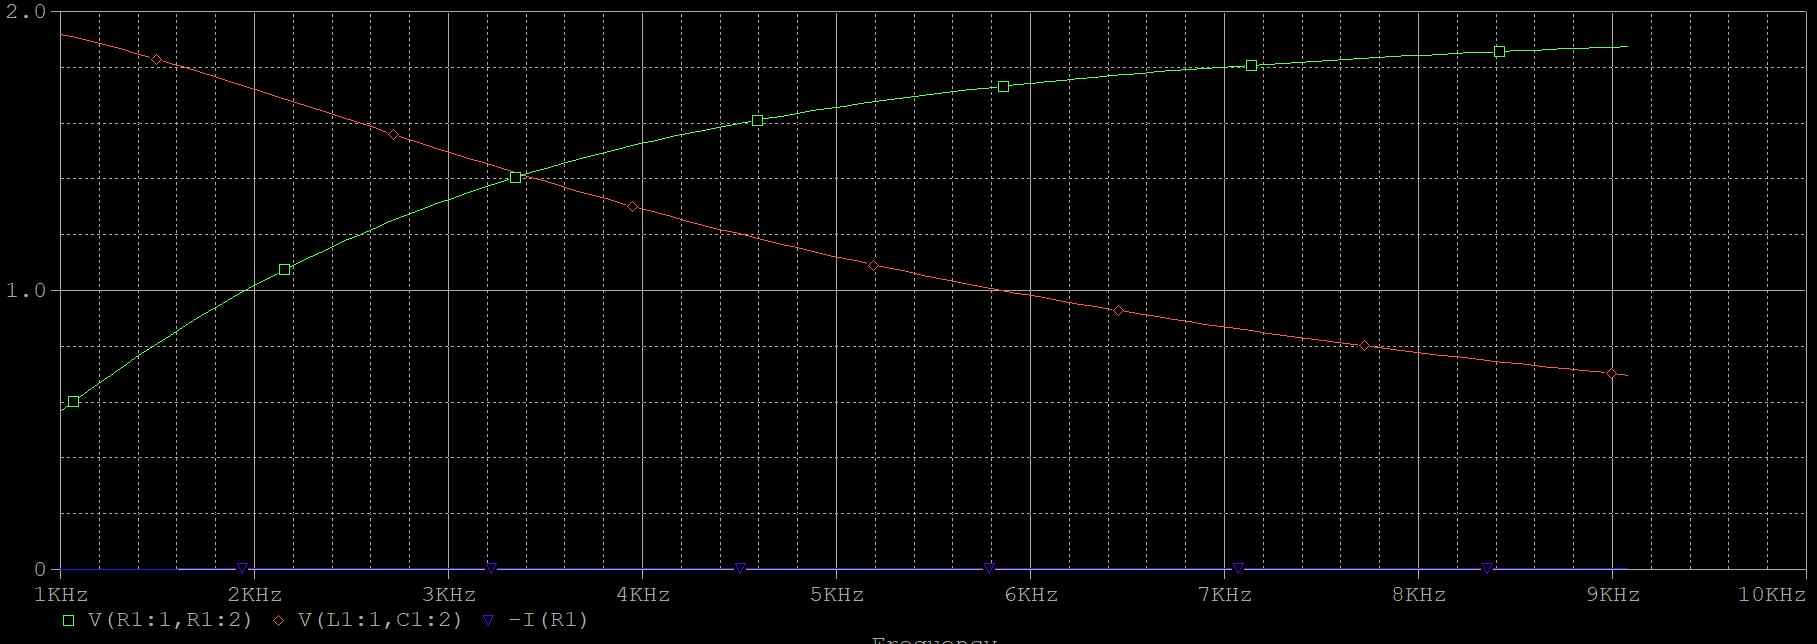 2.0
1.0
0
1KHz 2KHz 3KHz 4KHz 5KHz 6KHz 7KHz 8KHz 9KHz 10KHz
V(R1:1,R1:2) V(L1:1,C1:2) -I(R1)
Frequency